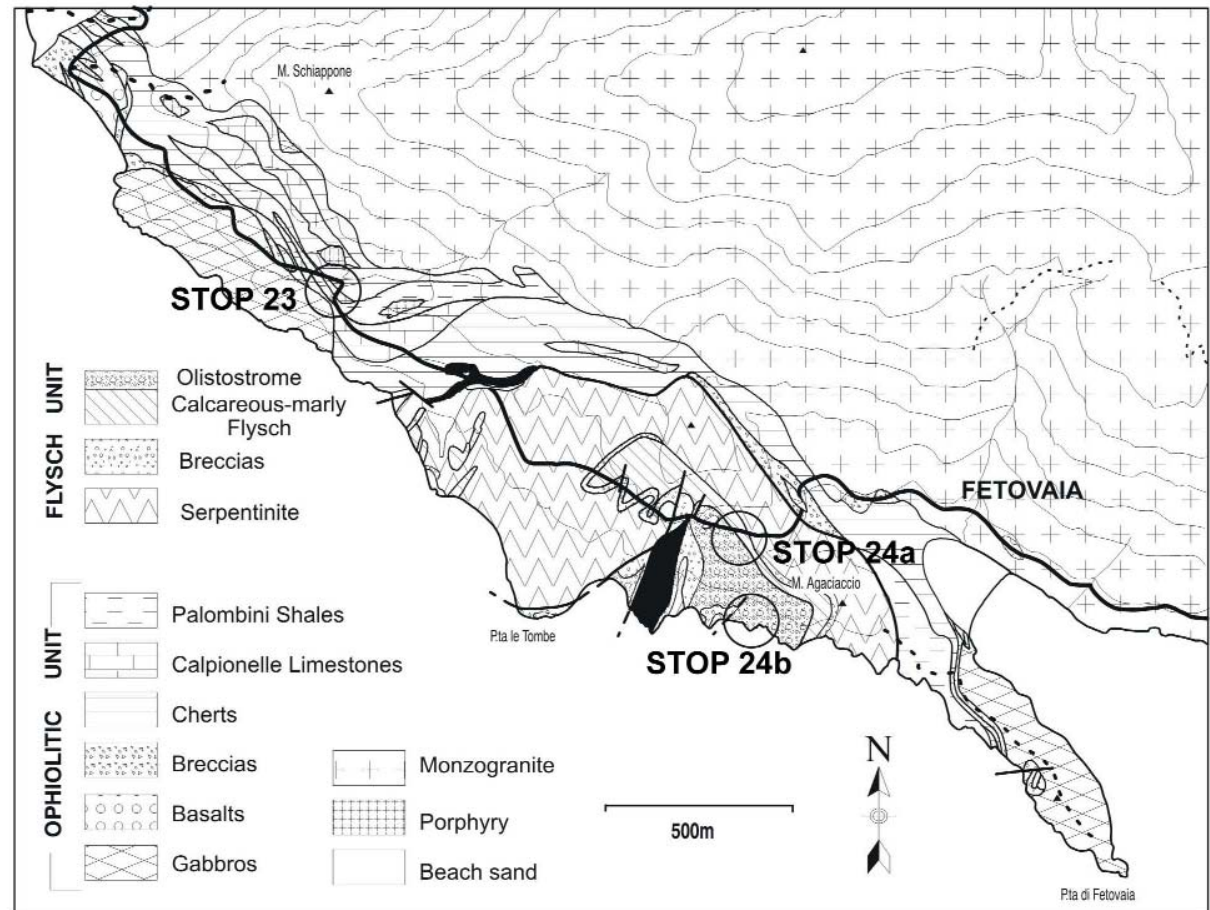 M. Schiappone
STOP 23
FLYSCH UNIT
Olistostrome
Calcareous-marly
Flysch
Breccias
Serpentinite
FETOVAIA
STOP 24a
M. Agaciaccio
P.ta le Tombe
STOP 24b
OPHIOLITIC UNIT
Palombini Shales
Calpionelle Limestones
Cherts
Breccias
Basalts
Gabbros
Monzogranite
Porphyry
Beach sand
500m
N
P.ta di Fetovaia